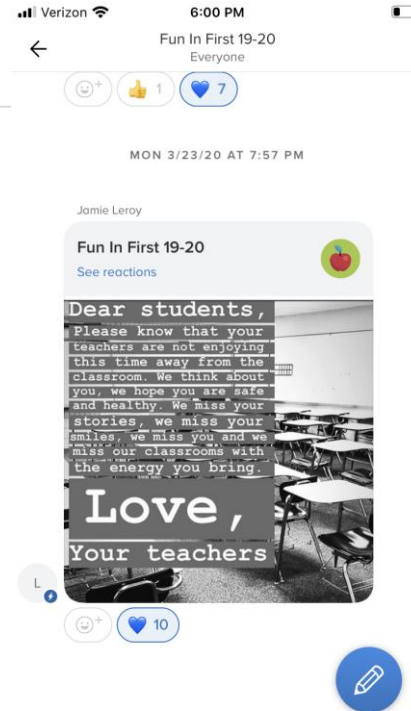 Verizon 6:00 PM
Fun In First 19-20
Everyone
1 7
MON 3/23/20 AT 7:57 PM
Jamie Leroy
Fun In First 19-20
See reactions
Dear students,
Please know that your
teachers are not enjoying
this time away from the
classroom. We think about
you, we hope you are safe
and healthy. We miss your
stories, we miss your
smiles, we miss you and we
miss our classrooms with
the energy you bring.
Love,
Your teachers
L
10